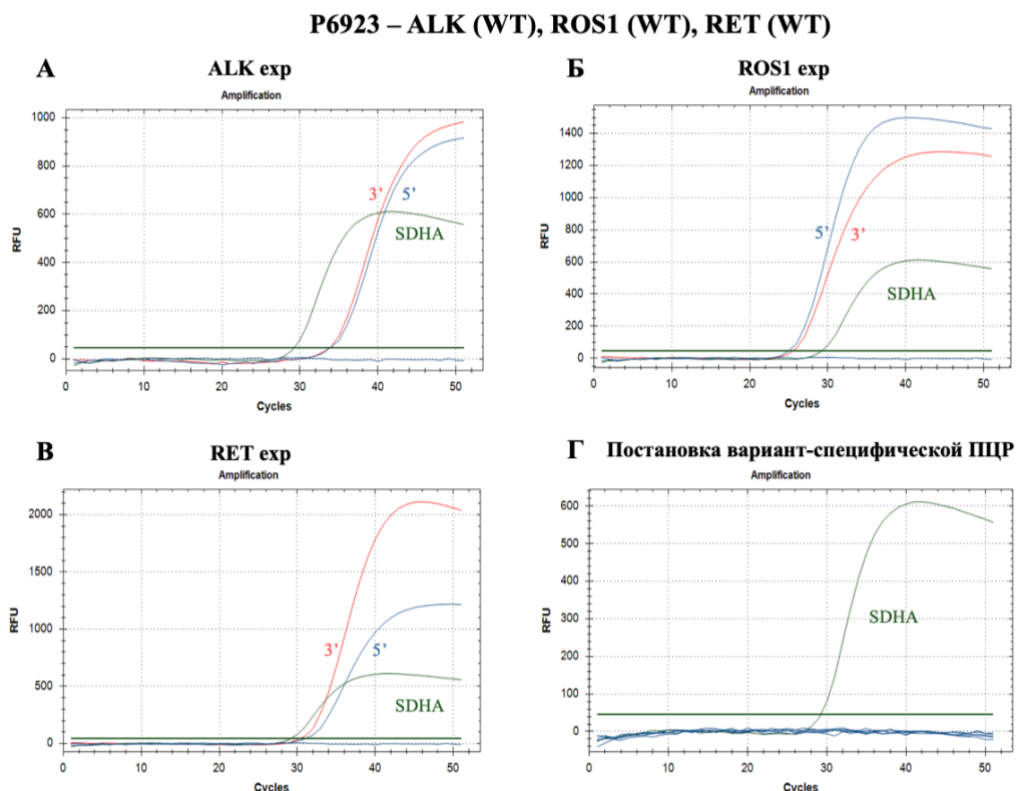 P6923 – ALK (WT), ROS1 (WT), RET (WT)
А
ALK exp
Amplification
1000
800
600
400
200
0
RFU
3’
5’
SDHA
0
10
20
30
40
50
Cycles
Б
ROS1 exp
Amplification
1400
1200
1000
800
600
400
200
0
RFU
5’
3’
SDHA
0
10
20
30
40
50
Cycles
В
RET exp
Amplification
2000
1500
1000
500
0
RFU
3’
5’
SDHA
0
10
20
30
40
50
Cycles
Г
Постановка вариант-специфической ПЦР
Amplification
600
500
400
300
200
100
0
RFU
SDHA
0
10
20
30
40
50
Cycles